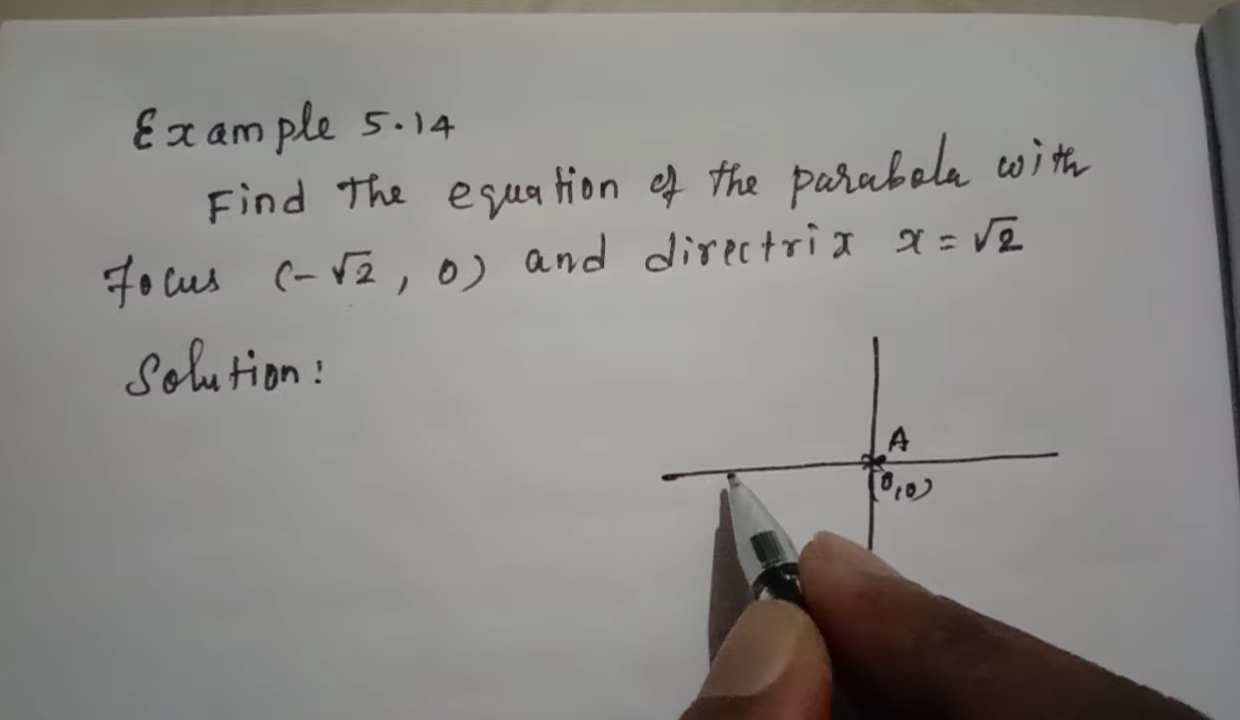 Example 5.14
Find The equation of the parabola with
Focus (-√2, 0) and directrix x = √2
Solution:
A
(0,0)